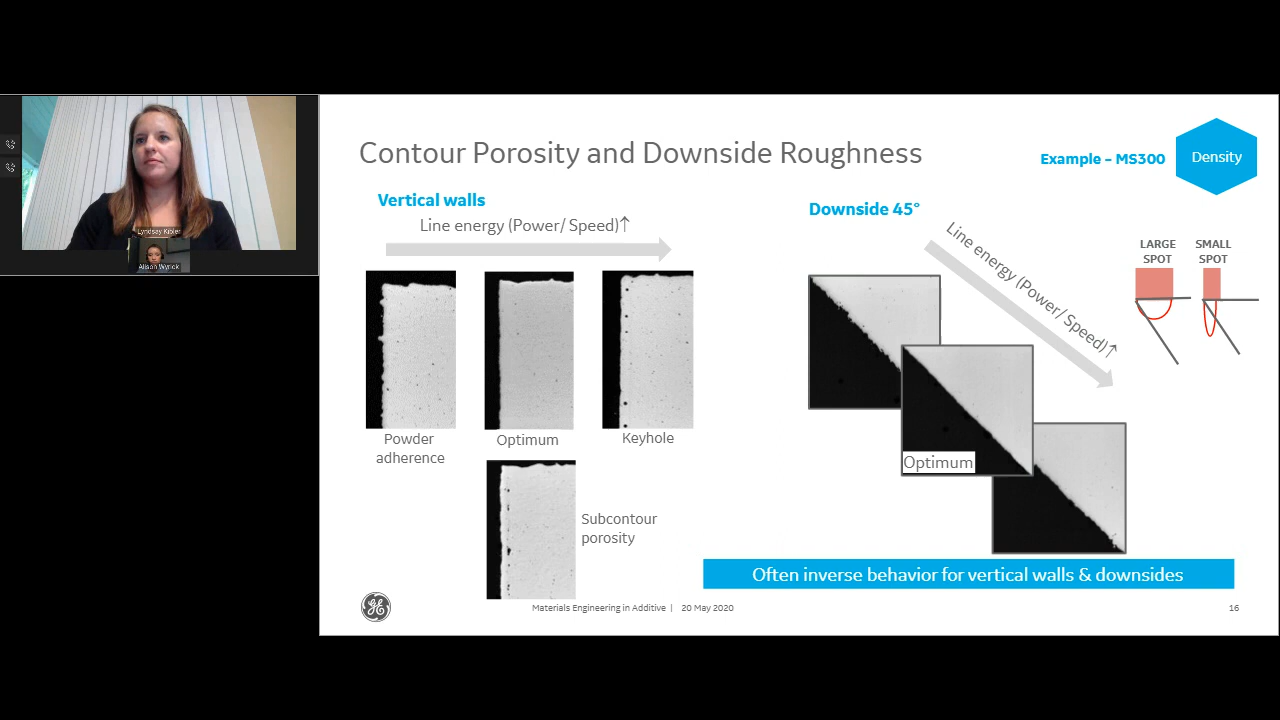 Lyndsay Kibler
Alison Wyrick
Contour Porosity and Downside Roughness
Example – MS300
Density
Vertical walls
Line energy (Power/ Speed)↑
Powder
adherence
Optimum
Keyhole
Subcontour
porosity
Downside 45°
Line energy (Power/ Speed)↑
LARGE
SPOT
SMALL
SPOT
Optimum
Often inverse behavior for vertical walls & downsides
Materials Engineering in Additive | 20 May 2020
16